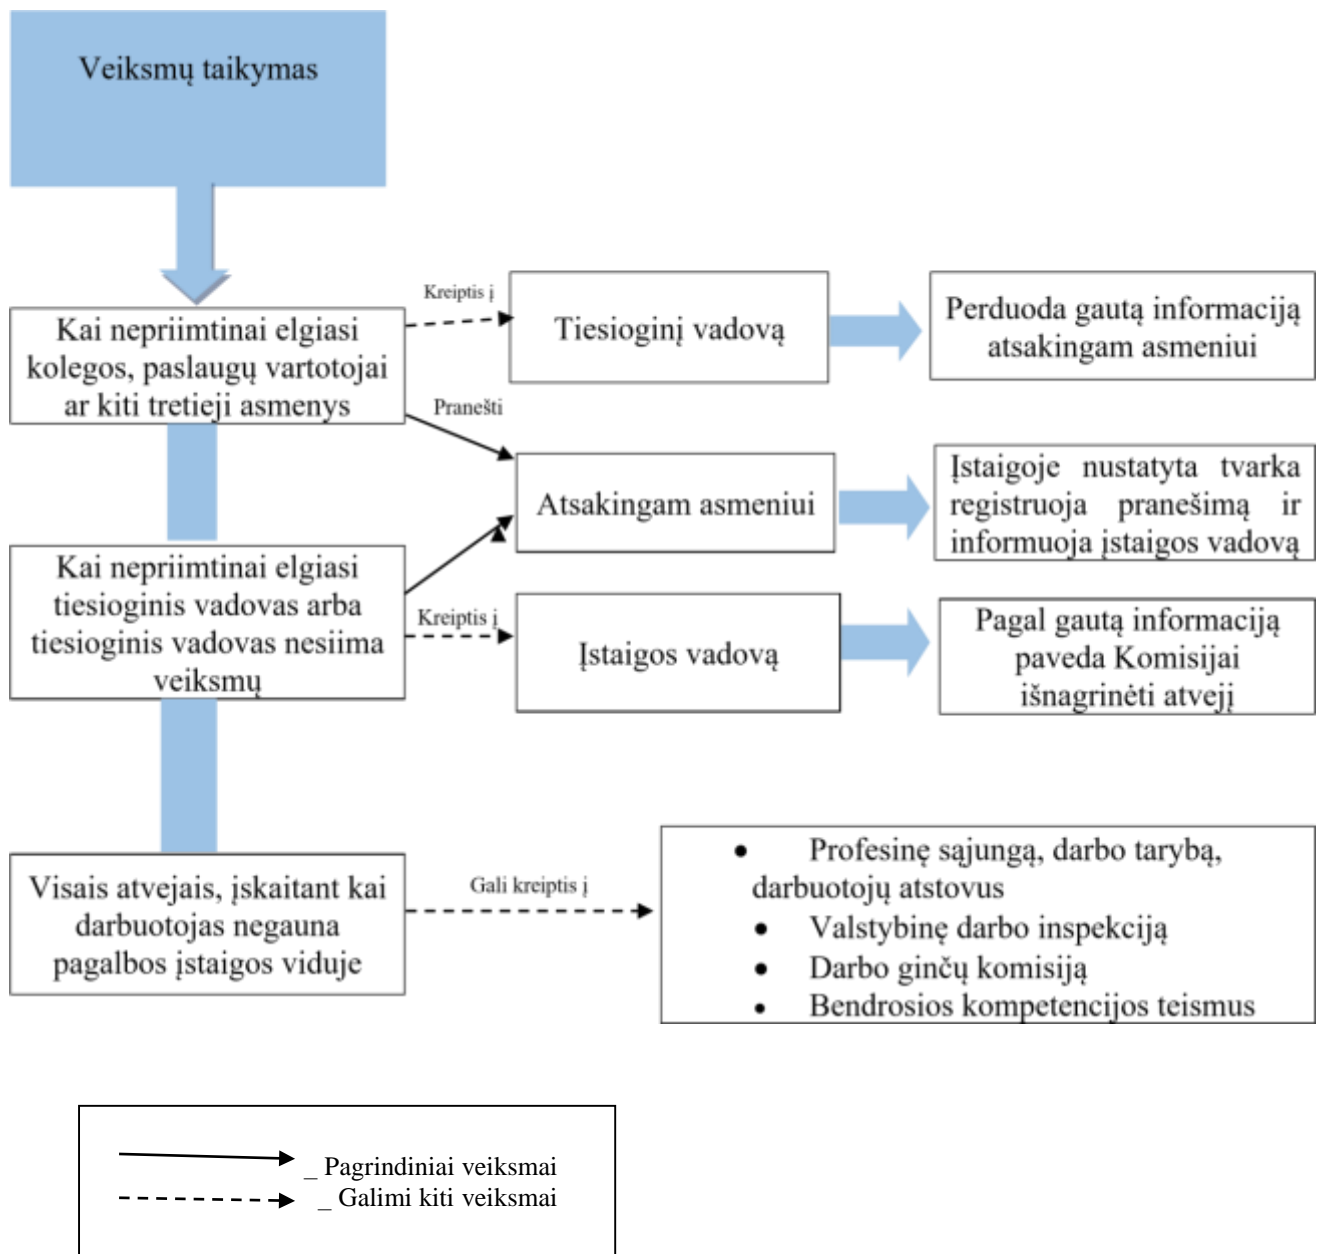 Veiksmų taikymas
Kai nepriimtinai elgiasi
kolegos, paslaugų vartotojai
ar kiti tretieji asmenys
Kreiptis į
Tiesioginį vadovą
Perduoda gautą informaciją
atsakingam asmeniui
Pranešti
Atsakingam asmeniui
Įstaigoje nustatyta tvarka
registruoja pranešimą ir
informuoja įstaigos vadovą
Kai nepriimtinai elgiasi
tiesioginis vadovas arba
tiesioginis vadovas nesiima
veiksmų
Kreiptis į
Įstaigos vadovą
Pagal gautą informaciją
paveda Komisijai
išnagrinėti atvejį
Visais atvejais, įskaitant kai
darbuotojas negauna
pagalbos įstaigos viduje
Gali kreiptis į
• Profesinę sąjungą, darbo tarybą,
darbuotojų atstovus
• Valstybinę darbo inspekciją
• Darbo ginčų komisiją
• Bendrosios kompetencijos teismus
_ Pagrindiniai veiksmai
_ Galimi kiti veiksmai